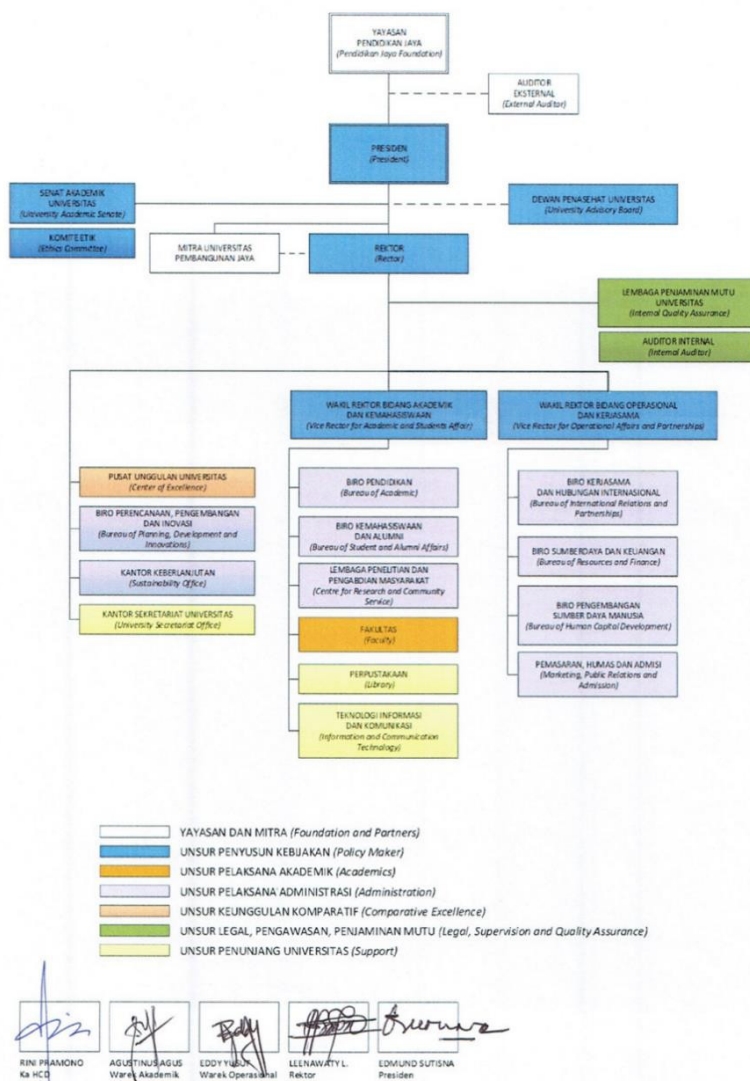 YAYASAN
PENDIDIKAN JAYA
(Pendidikan Jaya Foundation)
AUDITOR
EKSTERNAL
(External Auditor)
PRESIDEN
(President)
SENAT AKADEMIK
UNIVERSITAS
(University Academic Senate)
DEWAN PENASEHAT UNIVERSITAS
(University Advisory Board)
KOMITE ETIK
(Ethics Committee)
MITRA UNIVERSITAS
PEMBANGUNAN JAYA
REKTOR
(Rector)
LEMBAGA PENJAMINAN MUTU
UNIVERSITAS
(Internal Quality Assurance)
AUDITOR INTERNAL
(Internal Auditor)
WAKIL REKTOR BIDANG AKADEMIK
DAN KEMAHASISWAAN
(Vice Rector for Academic and Students Affair)
WAKIL REKTOR BIDANG OPERASIONAL
DAN KERJASAMA
(Vice Rector for Operational Affairs and Partnerships)
PUSAT UNGGULAN UNIVERSITAS
(Center of Excellence)
BIRO PERENCANAAN, PENGEMBANGAN
DAN INOVASI
(Bureau of Planning, Development and
Innovations)
KANTOR KEBERLANJUTAN
(Sustainability Office)
KANTOR SEKRETARIAT UNIVERSITAS
(University Secretariat Office)
BIRO PENDIDIKAN
(Bureau of Academic)
BIRO KEMAHASISWAAN
DAN ALUMNI
(Bureau of Student and Alumni Affairs)
LEMBAGA PENELITIAN DAN
PENGABDIAN MASYARAKAT
(Centre for Research and Community
Service)
FAKULTAS
(Faculty)
PERPUSTAKAAN
(Library)
TEKNOLOGI INFORMASI
DAN KOMUNIKASI
(Information and Communication
Technology)
BIRO KERJASAMA
DAN HUBUNGAN INTERNASIONAL
(Bureau of International Relations and
Partnerships)
BIRO SUMBERDAYA DAN KEUANGAN
(Bureau of Resources and Finance)
BIRO PENGEMBANGAN
SUMBER DAYA MANUSIA
(Bureau of Human Capital Development)
PEMASARAN, HUMAS DAN ADMISI
(Marketing, Public Relations and
Admission)
YAYASAN DAN MITRA (Foundation and Partners)
UNSUR PENYUSUN KEBIJAKAN (Policy Maker)
UNSUR PELAKSANA AKADEMIK (Academics)
UNSUR PELAKSANA ADMINISTRASI (Administration)
UNSUR KEUNGGULAN KOMPARATIF (Comparative Excellence)
UNSUR LEGAL, PENGAWASAN, PENJAMINAN MUTU (Legal, Supervision and Quality Assurance)
UNSUR PENUNJANG UNIVERSITAS (Support)
RINI PRAMONO
Ka HCD
AGUSTINUS AGUS
Warek Akademik
EDDY YUSUF
Warek Operasional
LEENAWATY L.
Rektor
EDMUND SUTISNA
Presiden